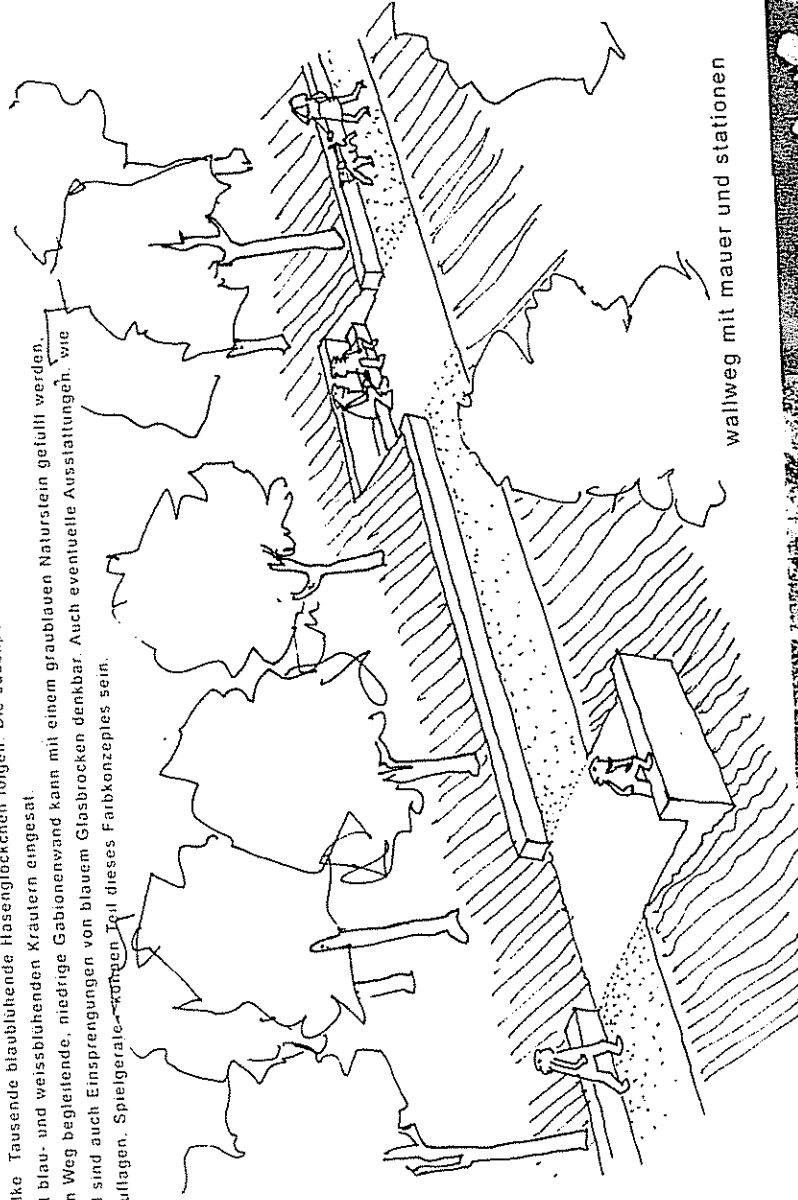 Tausende blaublühende Hasenglöckchen folgen. Die
blau- und weissblühenden Kräutern eingesät
Weg begleitende, niedrige Gabionenwand kann mit einem graublauen Naturstein gefüllt werden,
sind auch Einsprengungen von blauem Glasbrocken denkbar. Auch eventuelle Ausstattungen, wie
Spielgeräte - können Teil dieses Farbkonzeptes sein.
wallweg mit mauer und stationen